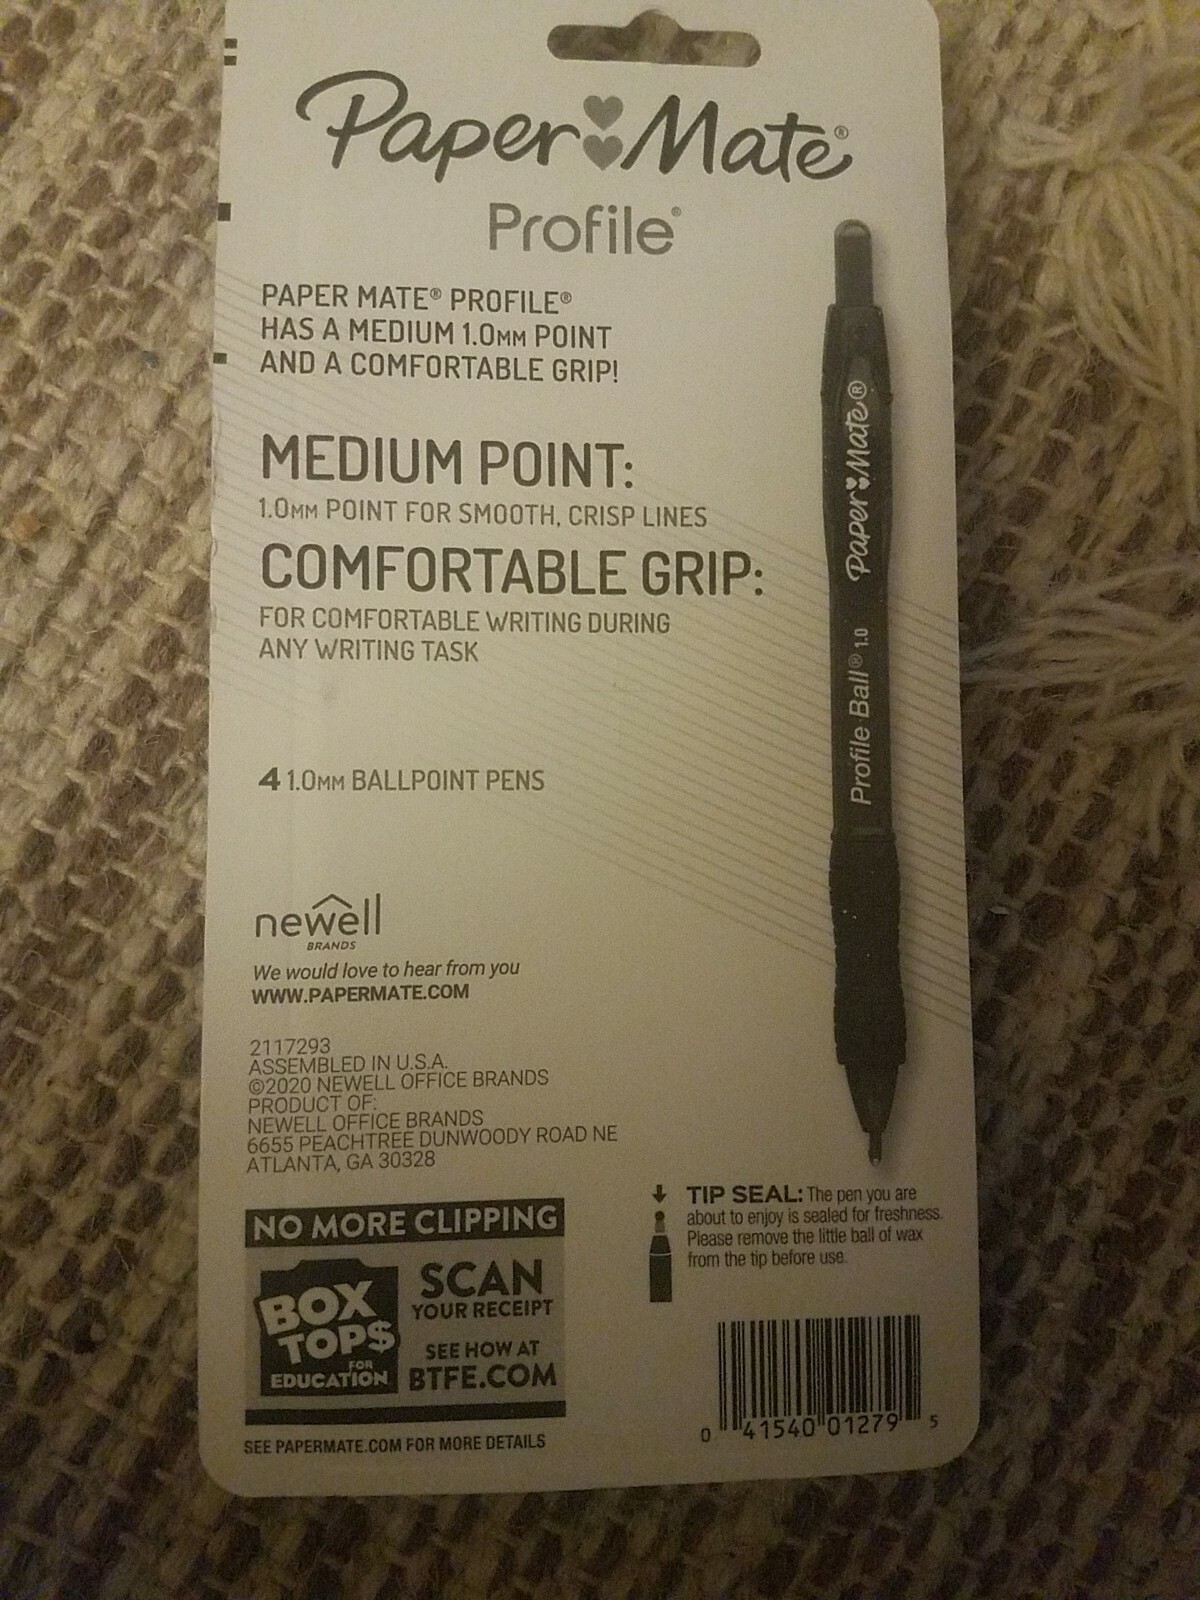 Paper Mate®
Profile®
PAPER MATE® PROFILE®
HAS A MEDIUM 1.0MM POINT
AND A COMFORTABLE GRIP!
MEDIUM POINT:
1.0MM POINT FOR SMOOTH, CRISP LINES
COMFORTABLE GRIP:
FOR COMFORTABLE WRITING DURING
ANY WRITING TASK
4 1.0MM BALLPOINT PENS
Profile Ball® 1.0 Paper Mate®
newell
BRANDS
We would love to hear from you
WWW.PAPERMATE.COM
2117293
ASSEMBLED IN U.S.A.
©2020 NEWELL OFFICE BRANDS
PRODUCT OF:
NEWELL OFFICE BRANDS
6655 PEACHTREE DUNWOODY ROAD NE
ATLANTA, GA 30328
NO MORE CLIPPING
BOX
TOP$
FOR
EDUCATION
SCAN
YOUR RECEIPT
SEE HOW AT
BTFE.COM
SEE PAPERMATE.COM FOR MORE DETAILS
TIP SEAL: The pen you are
about to enjoy is sealed for freshness.
Please remove the little ball of wax
from the tip before use.
0 41540 01279 5